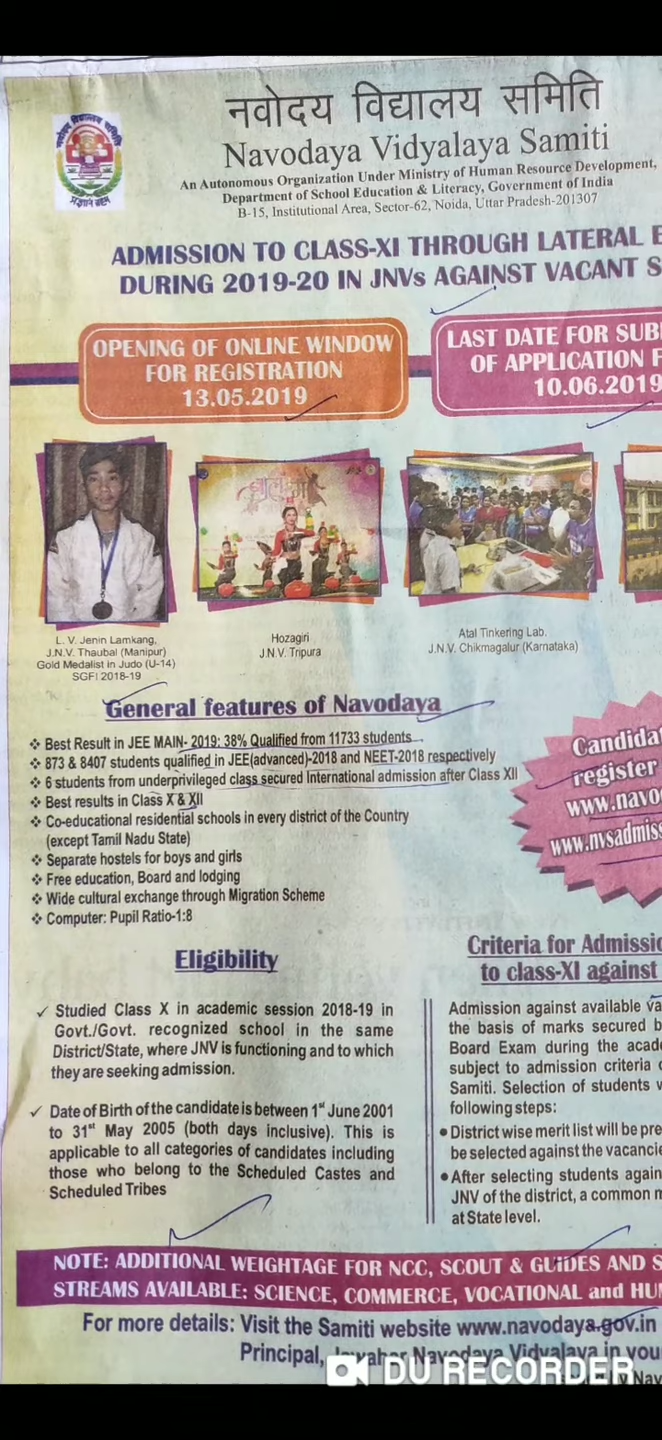 नवोदय विद्यालय समिति
Navodaya Vidyalaya Samiti
An Autonomous Organization Under Ministry of Human Resource Development,
Department of School Education & Literacy, Government of India
B-15, Institutional Area, Sector-62, Noida, Uttar Pradesh-201307
ADMISSION TO CLASS-XI THROUGH LATERAL E
DURING 2019-20 IN JNVs AGAINST VACANT S
OPENING OF ONLINE WINDOW
FOR REGISTRATION
13.05.2019
LAST DATE FOR SUB
OF APPLICATION F
10.06.2019
L. V. Jenin Lamkang,
J.N.V. Thaubal (Manipur)
Gold Medalist in Judo (U-14)
SGFI 2018-19
Hozagiri
J.N.V. Tripura
Atal Tinkering Lab.
J.N.V. Chikmagalur (Karnataka)
General features of Navodaya
❖ Best Result in JEE MAIN- 2019: 38% Qualified from 11733 students
❖ 873 & 8407 students qualified in JEE(advanced)-2018 and NEET-2018 respectively
❖ 6 students from underprivileged class secured International admission after Class XII
❖ Best results in Class X & XII
❖ Co-educational residential schools in every district of the Country
(except Tamil Nadu State)
❖ Separate hostels for boys and girls
❖ Free education, Board and lodging
❖ Wide cultural exchange through Migration Scheme
❖ Computer: Pupil Ratio-1:8
Candida
register
www.navo
www.nvsadmiss
Eligibility
✓ Studied Class X in academic session 2018-19 in
Govt./Govt. recognized school in the same
District/State, where JNV is functioning and to which
they are seeking admission.
✓ Date of Birth of the candidate is between 1st June 2001
to 31st May 2005 (both days inclusive). This is
applicable to all categories of candidates including
those who belong to the Scheduled Castes and
Scheduled Tribes
Criteria for Admissio
to class-XI against
Admission against available va
the basis of marks secured b
Board Exam during the acad
subject to admission criteria
Samiti. Selection of students
following steps:
• District wise merit list will be pre
be selected against the vacancie
• After selecting students again
JNV of the district, a common m
at State level.
NOTE: ADDITIONAL WEIGHTAGE FOR NCC, SCOUT & GUIDES AND S
STREAMS AVAILABLE: SCIENCE, COMMERCE, VOCATIONAL and HU
For more details: Visit the Samiti website www.navodaya.gov.in
Principal, Jawahar Navodaya Vidyalaya in you
DU RECORDER
by Nav